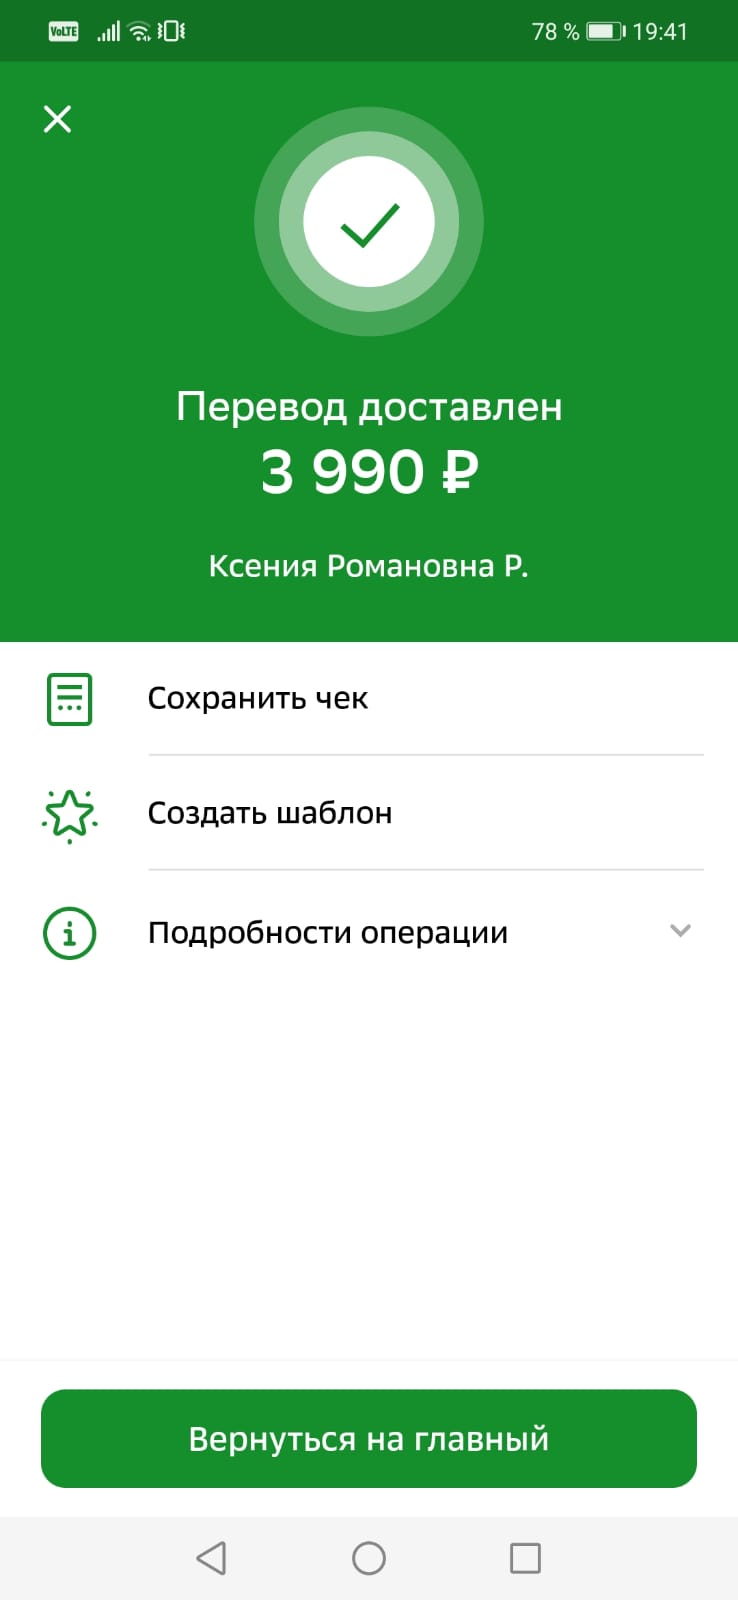 VoLTE 78 % 19:41
Перевод доставлен
3 990 ₽
Ксения Романовна Р.
Сохранить чек
Создать шаблон
Подробности операции
Вернуться на главный